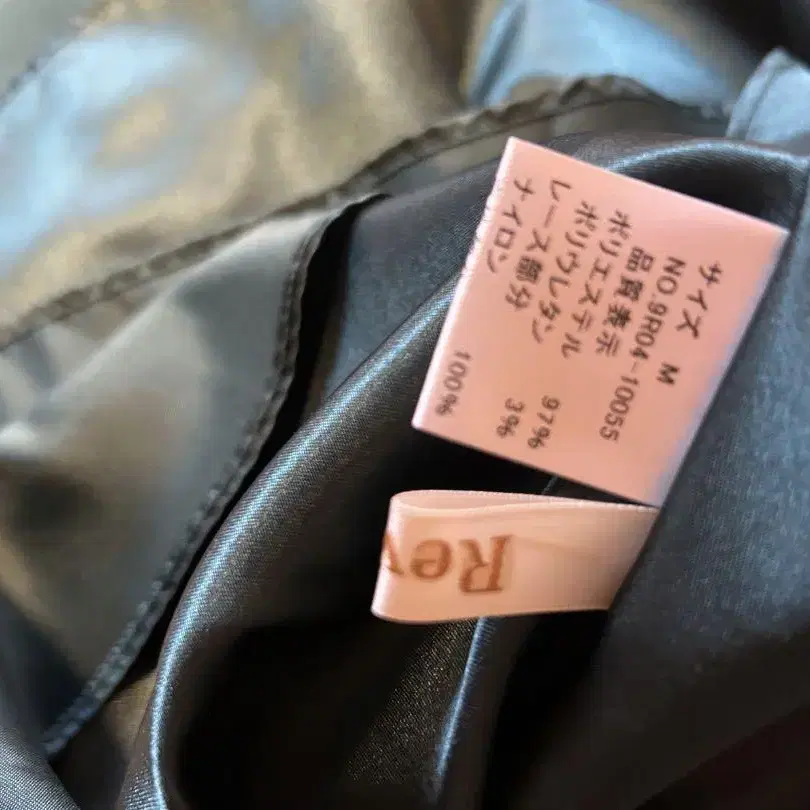 サイズ M
NO.9R04-10055
品質表示
ポリエステル 97%
ポリウレタン 3%
レース部分
ナイロン 100%
Rev